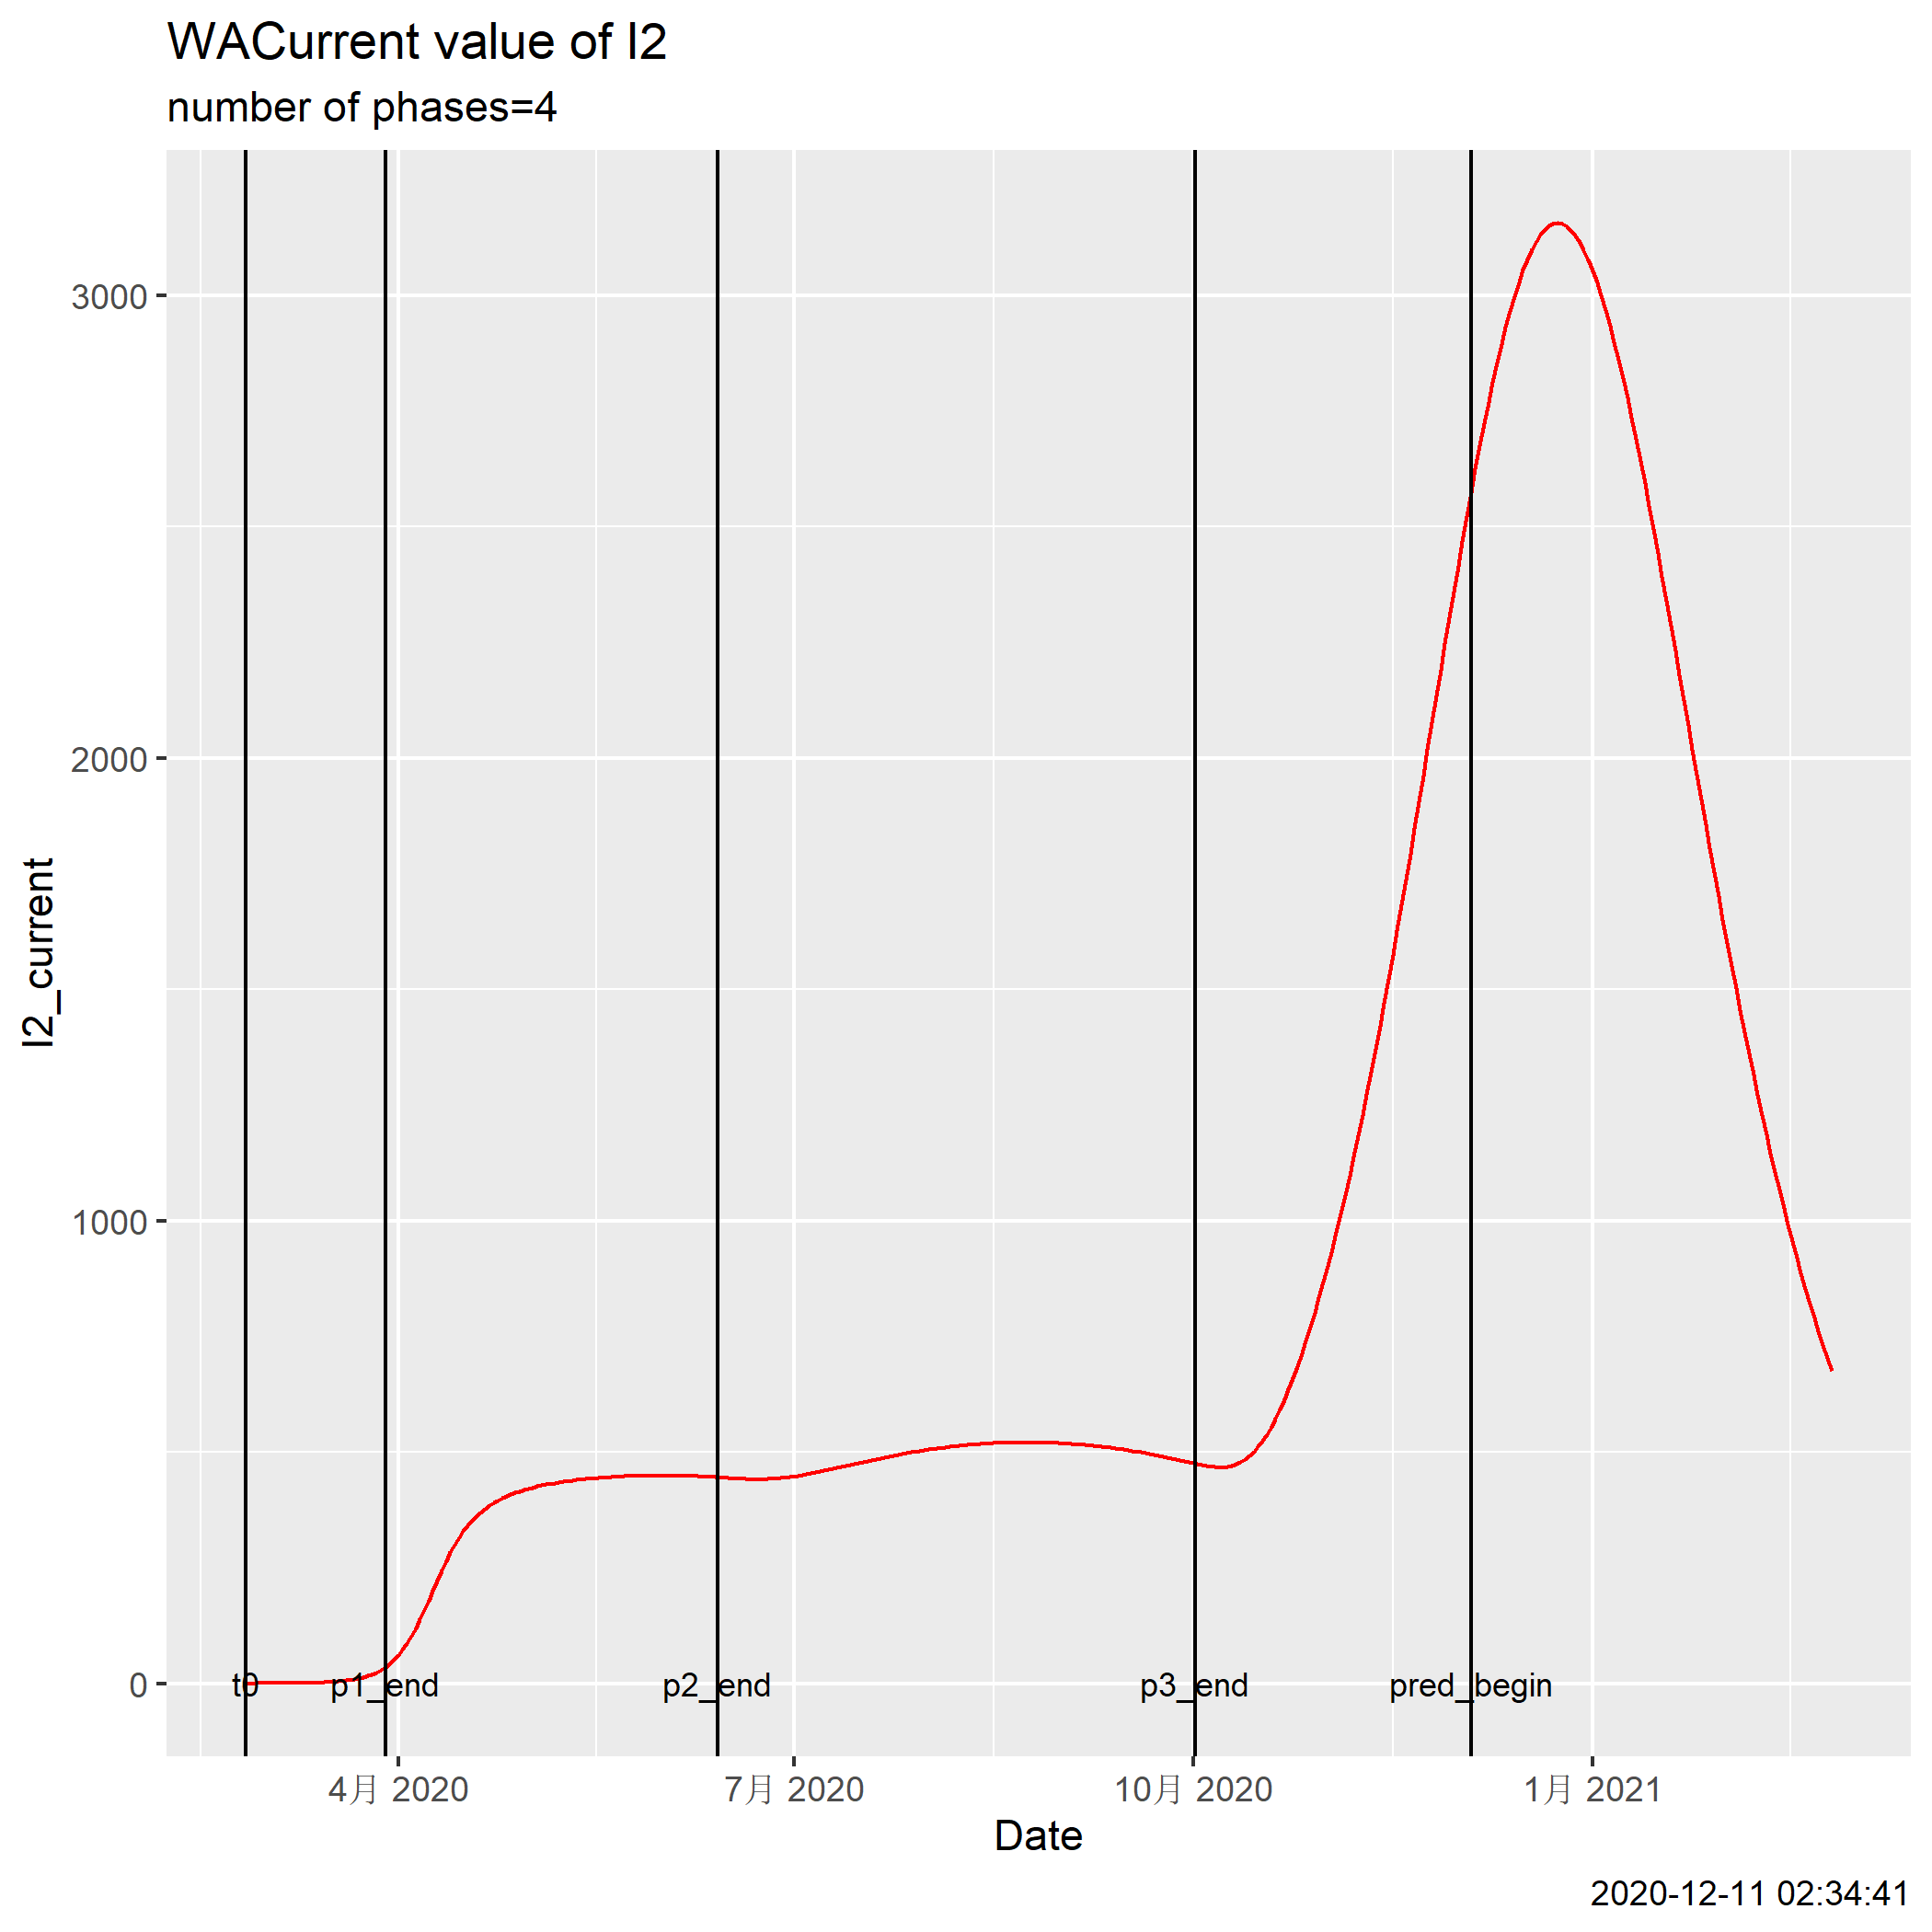 WACurrent value of I2
number of phases=4
3000
2000
1000
0
I2_current
t0
p1_end
p2_end
p3_end
pred_begin
4月 2020
7月 2020
10月 2020
1月 2021
Date
2020-12-11 02:34:41